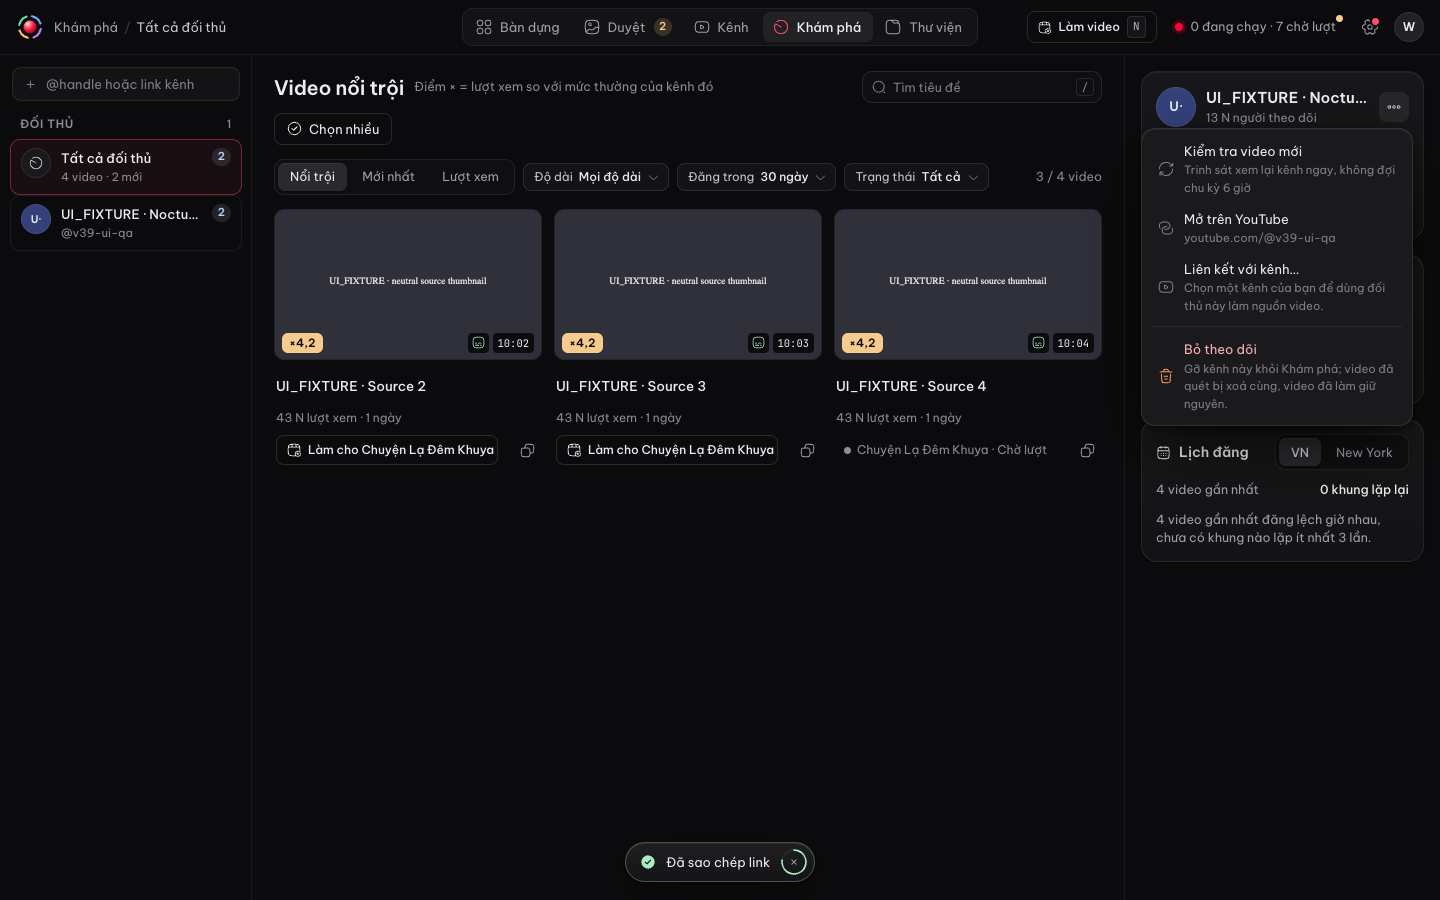 Khám phá / Tất cả đối thủ
Bàn dựng
Duyệt 2
Kênh
Khám phá
Thư viện
Làm video N
0 đang chạy · 7 chờ lượt
W
+ @handle hoặc link kênh
ĐỐI THỦ 1
Tất cả đối thủ 2
4 video · 2 mới
U· UI_FIXTURE · Noctu... 2
@v39-ui-qa
Video nổi trội Điểm × = lượt xem so với mức thường của kênh đó
Tìm tiêu đề /
Chọn nhiều
Nổi trội Mới nhất Lượt xem
Độ dài Mọi độ dài
Đăng trong 30 ngày
Trạng thái Tất cả
3 / 4 video
UI_FIXTURE · neutral source thumbnail
×4,2 10:02
UI_FIXTURE · Source 2
43 N lượt xem · 1 ngày
Làm cho Chuyện Lạ Đêm Khuya
UI_FIXTURE · neutral source thumbnail
×4,2 10:03
UI_FIXTURE · Source 3
43 N lượt xem · 1 ngày
Làm cho Chuyện Lạ Đêm Khuya
UI_FIXTURE · neutral source thumbnail
×4,2 10:04
UI_FIXTURE · Source 4
43 N lượt xem · 1 ngày
Chuyện Lạ Đêm Khuya · Chờ lượt
U· UI_FIXTURE · Noctu...
13 N người theo dõi
Kiểm tra video mới
Trinh sát xem lại kênh ngay, không đợi
chu kỳ 6 giờ
Mở trên YouTube
youtube.com/@v39-ui-qa
Liên kết với kênh...
Chọn một kênh của bạn để dùng đối
thủ này làm nguồn video.
Bỏ theo dõi
Gỡ kênh này khỏi Khám phá; video đã
quét bị xoá cùng, video đã làm giữ
nguyên.
Lịch đăng VN New York
4 video gần nhất 0 khung lặp lại
4 video gần nhất đăng lệch giờ nhau,
chưa có khung nào lặp ít nhất 3 lần.
Đã sao chép link ×